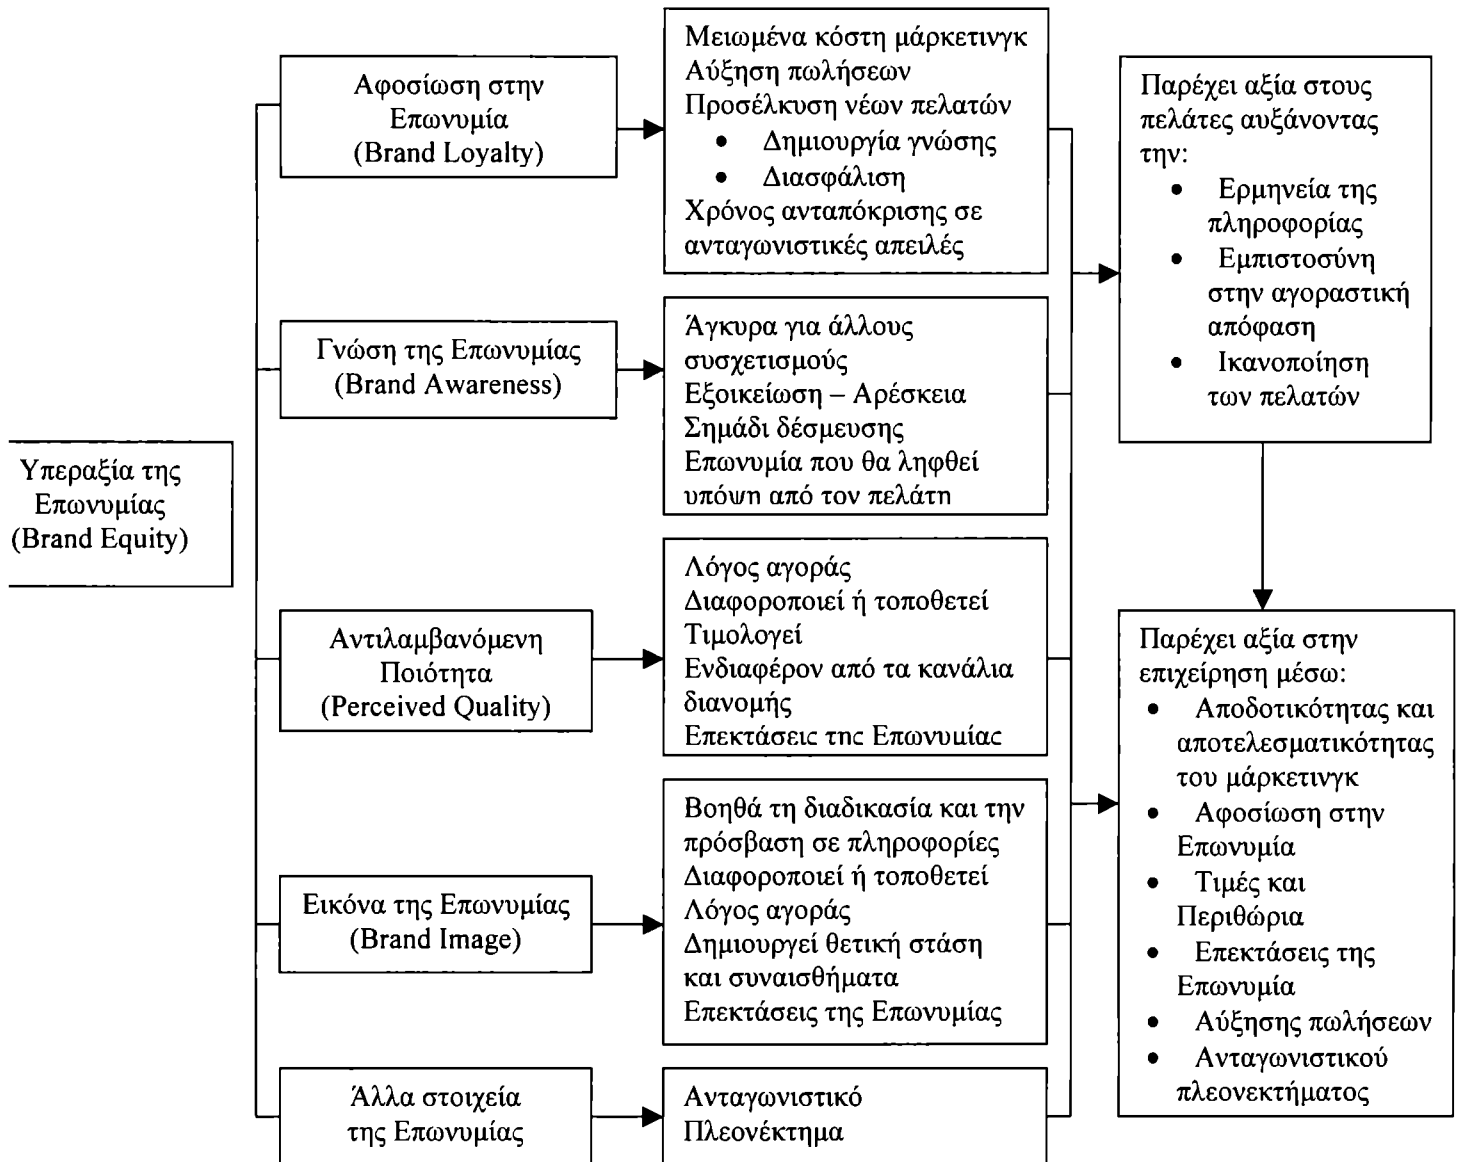 Υπεραξία της
Επωνυμίας
(Brand Equity)
Αφοσίωση στην
Επωνυμία
(Brand Loyalty)
Μειωμένα κόστη μάρκετινγκ
Αύξηση πωλήσεων
Προσέλκυση νέων πελατών
• Δημιουργία γνώσης
• Διασφάλιση
Χρόνος ανταπόκρισης σε
ανταγωνιστικές απειλές
Γνώση της Επωνυμίας
(Brand Awareness)
Άγκυρα για άλλους
συσχετισμούς
Εξοικείωση – Αρέσκεια
Σημάδι δέσμευσης
Επωνυμία που θα ληφθεί
υπόψη από τον πελάτη
Αντιλαμβανόμενη
Ποιότητα
(Perceived Quality)
Λόγος αγοράς
Διαφοροποιεί ή τοποθετεί
Τιμολογεί
Ενδιαφέρον από τα κανάλια
διανομής
Επεκτάσεις της Επωνυμίας
Εικόνα της Επωνυμίας
(Brand Image)
Βοηθά τη διαδικασία και την
πρόσβαση σε πληροφορίες
Διαφοροποιεί ή τοποθετεί
Λόγος αγοράς
Δημιουργεί θετική στάση
και συναισθήματα
Επεκτάσεις της Επωνυμίας
Άλλα στοιχεία
της Επωνυμίας
Ανταγωνιστικό
Πλεονέκτημα
Παρέχει αξία στους
πελάτες αυξάνοντας
την:
• Ερμηνεία της
πληροφορίας
• Εμπιστοσύνη
στην αγοραστική
απόφαση
• Ικανοποίηση
των πελατών
Παρέχει αξία στην
επιχείρηση μέσω:
• Αποδοτικότητας και
αποτελεσματικότητας
του μάρκετινγκ
• Αφοσίωση στην
Επωνυμία
• Τιμές και
Περιθώρια
• Επεκτάσεις της
Επωνυμία
• Αύξησης πωλήσεων
• Ανταγωνιστικού
πλεονεκτήματος